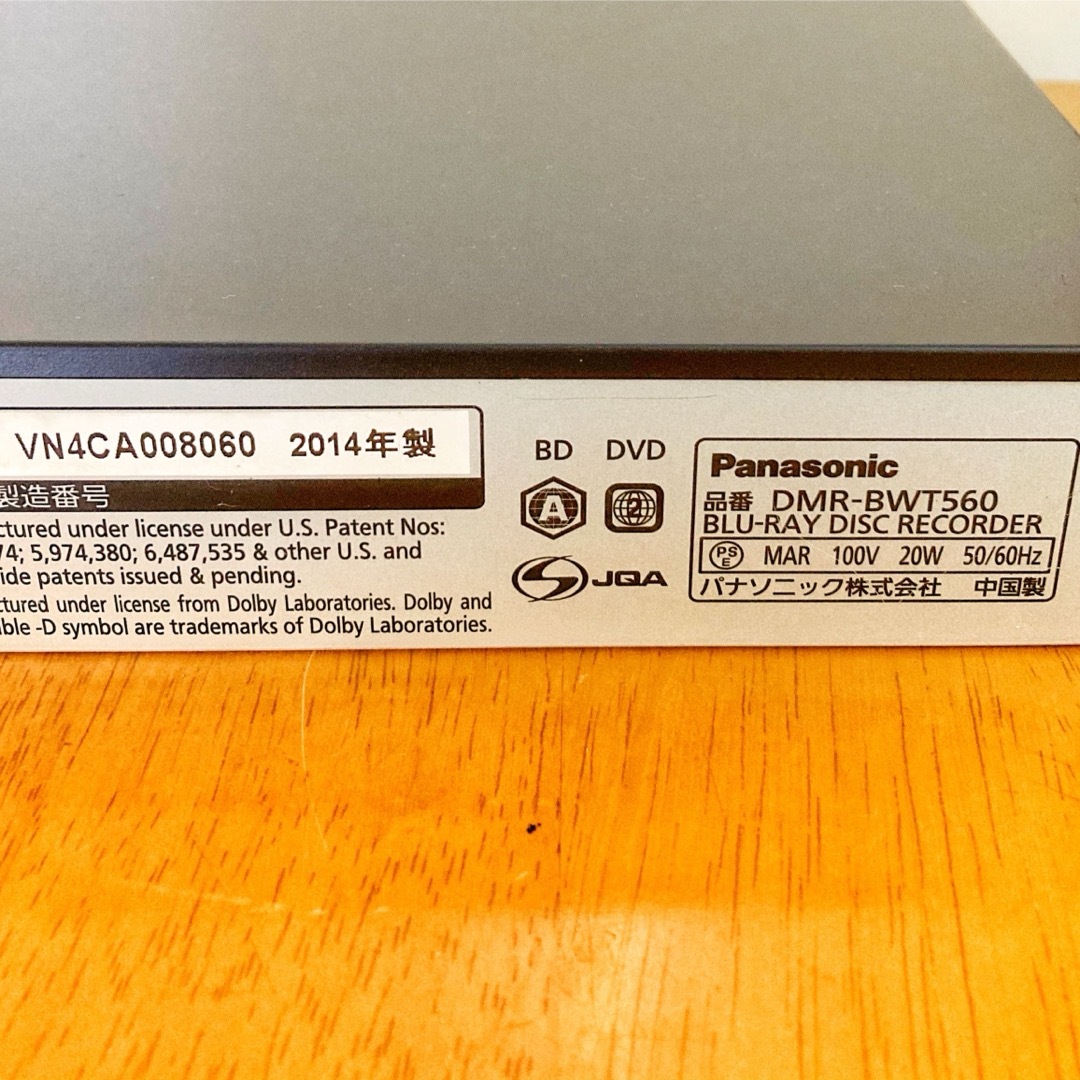 VN4CA008060 2014年製
製造番号
ctured under license under U.S. Patent Nos:
74; 5,974,380; 6,487,535 & other U.S. and
ide patents issued & pending.
ctured under license from Dolby Laboratories. Dolby and
ble -D symbol are trademarks of Dolby Laboratories.
BD DVD
A 2
JQA
Panasonic
品番 DMR-BWT560
BLU-RAY DISC RECORDER
PSE MAR 100V 20W 50/60Hz
パナソニック株式会社 中国製